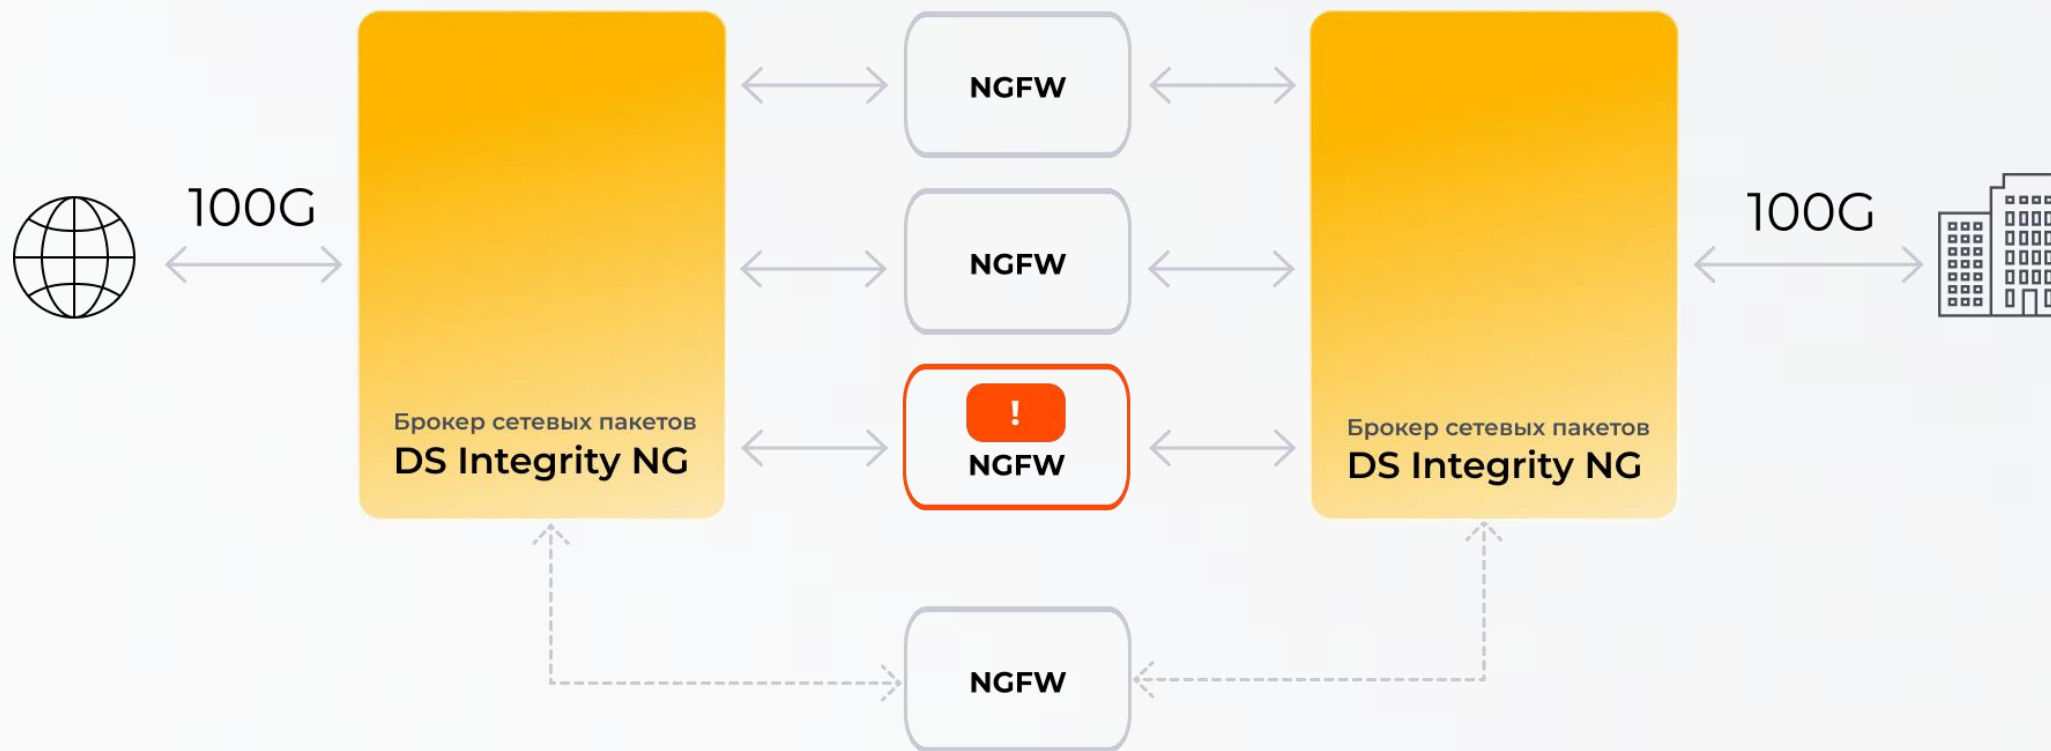 NGFW
100G
100G
NGFW
Брокер сетевых пакетов
DS Integrity NG
!
NGFW
Брокер сетевых пакетов
DS Integrity NG
NGFW